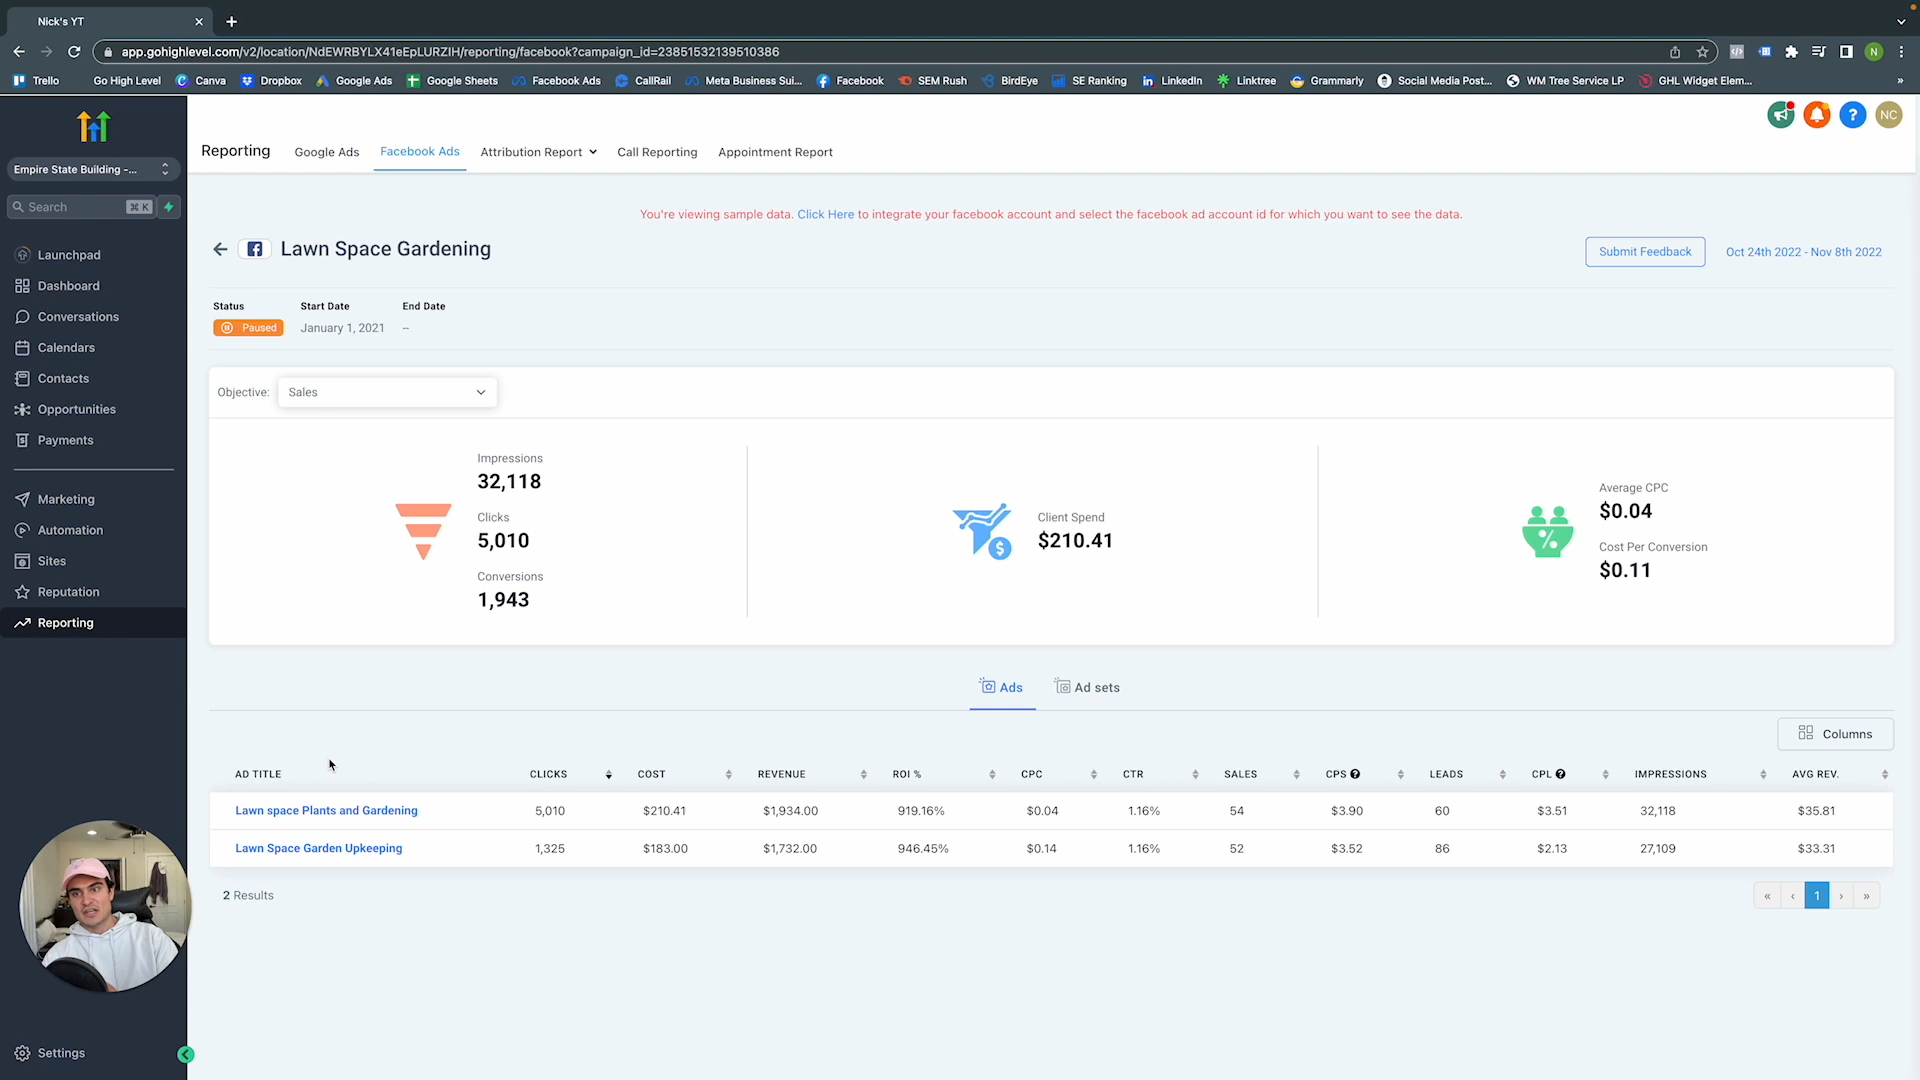 Nick's YT
app.gohighlevel.com/v2/location/NdEWRBYLX41eEpLURZIH/reporting/facebook?campaign_id=23851532139510386
N
Trello
Go High Level
Canva
Dropbox
Google Ads
Google Sheets
Facebook Ads
CallRail
Meta Business Sui...
Facebook
SEM Rush
BirdEye
SE Ranking
LinkedIn
Linktree
Grammarly
Social Media Post...
WM Tree Service LP
GHL Widget Elem...
»
NC
Empire State Building -...
Search ⌘ K
Launchpad
Dashboard
Conversations
Calendars
Contacts
Opportunities
Payments
Marketing
Automation
Sites
Reputation
Reporting
Settings
Reporting Google Ads Facebook Ads Attribution Report Call Reporting Appointment Report
You're viewing sample data. Click Here to integrate your facebook account and select the facebook ad account id for which you want to see the data.
Lawn Space Gardening
Submit Feedback
Oct 24th 2022 - Nov 8th 2022
Status Start Date End Date
Paused January 1, 2021 --
Objective: Sales
Impressions
32,118
Clicks
5,010
Conversions
1,943
Client Spend
$210.41
Average CPC
$0.04
Cost Per Conversion
$0.11
Ads Ad sets
Columns
AD TITLE CLICKS COST REVENUE ROI % CPC CTR SALES CPS LEADS CPL IMPRESSIONS AVG REV.
Lawn space Plants and Gardening 5,010 $210.41 $1,934.00 919.16% $0.04 1.16% 54 $3.90 60 $3.51 32,118 $35.81
Lawn Space Garden Upkeeping 1,325 $183.00 $1,732.00 946.45% $0.14 1.16% 52 $3.52 86 $2.13 27,109 $33.31
2 Results
« ‹ 1 › »